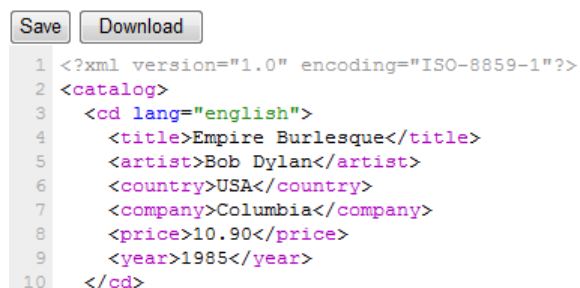 Save Download
1 <?xml version="1.0" encoding="ISO-8859-1"?>
2 <catalog>
3   <cd lang="english">
4     <title>Empire Burlesque</title>
5     <artist>Bob Dylan</artist>
6     <country>USA</country>
7     <company>Columbia</company>
8     <price>10.90</price>
9     <year>1985</year>
10   </cd>